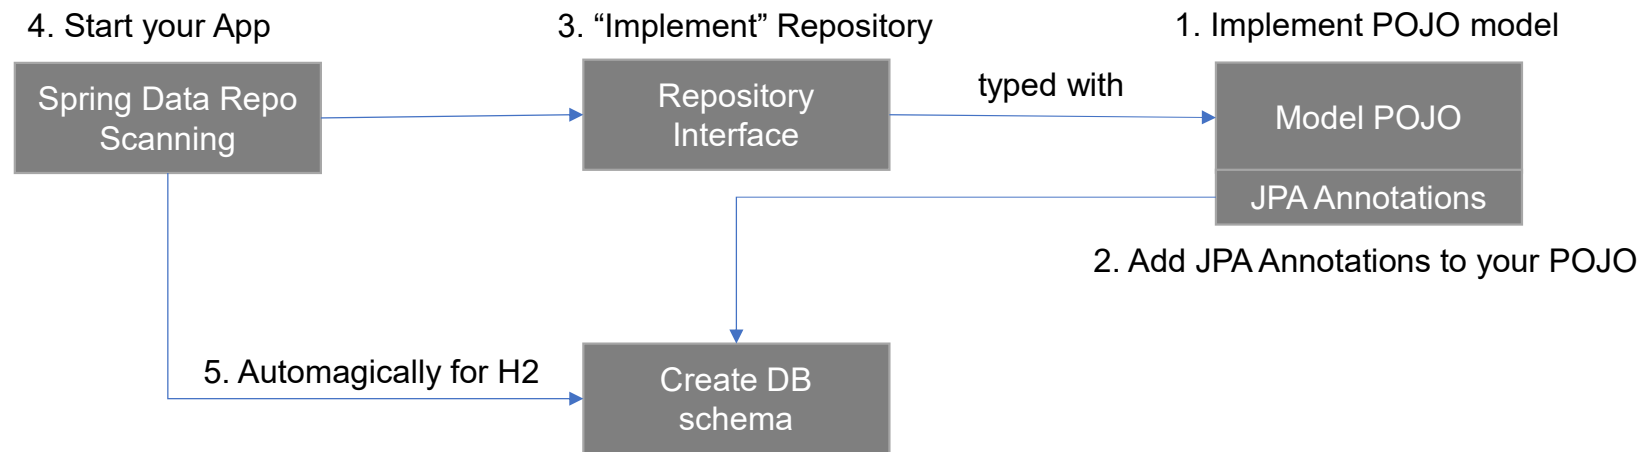 4. Start your App
3. “Implement” Repository
1. Implement POJO model
Spring Data Repo
Scanning
Repository
Interface
typed with
Model POJO
JPA Annotations
2. Add JPA Annotations to your POJO
5. Automagically for H2
Create DB
schema